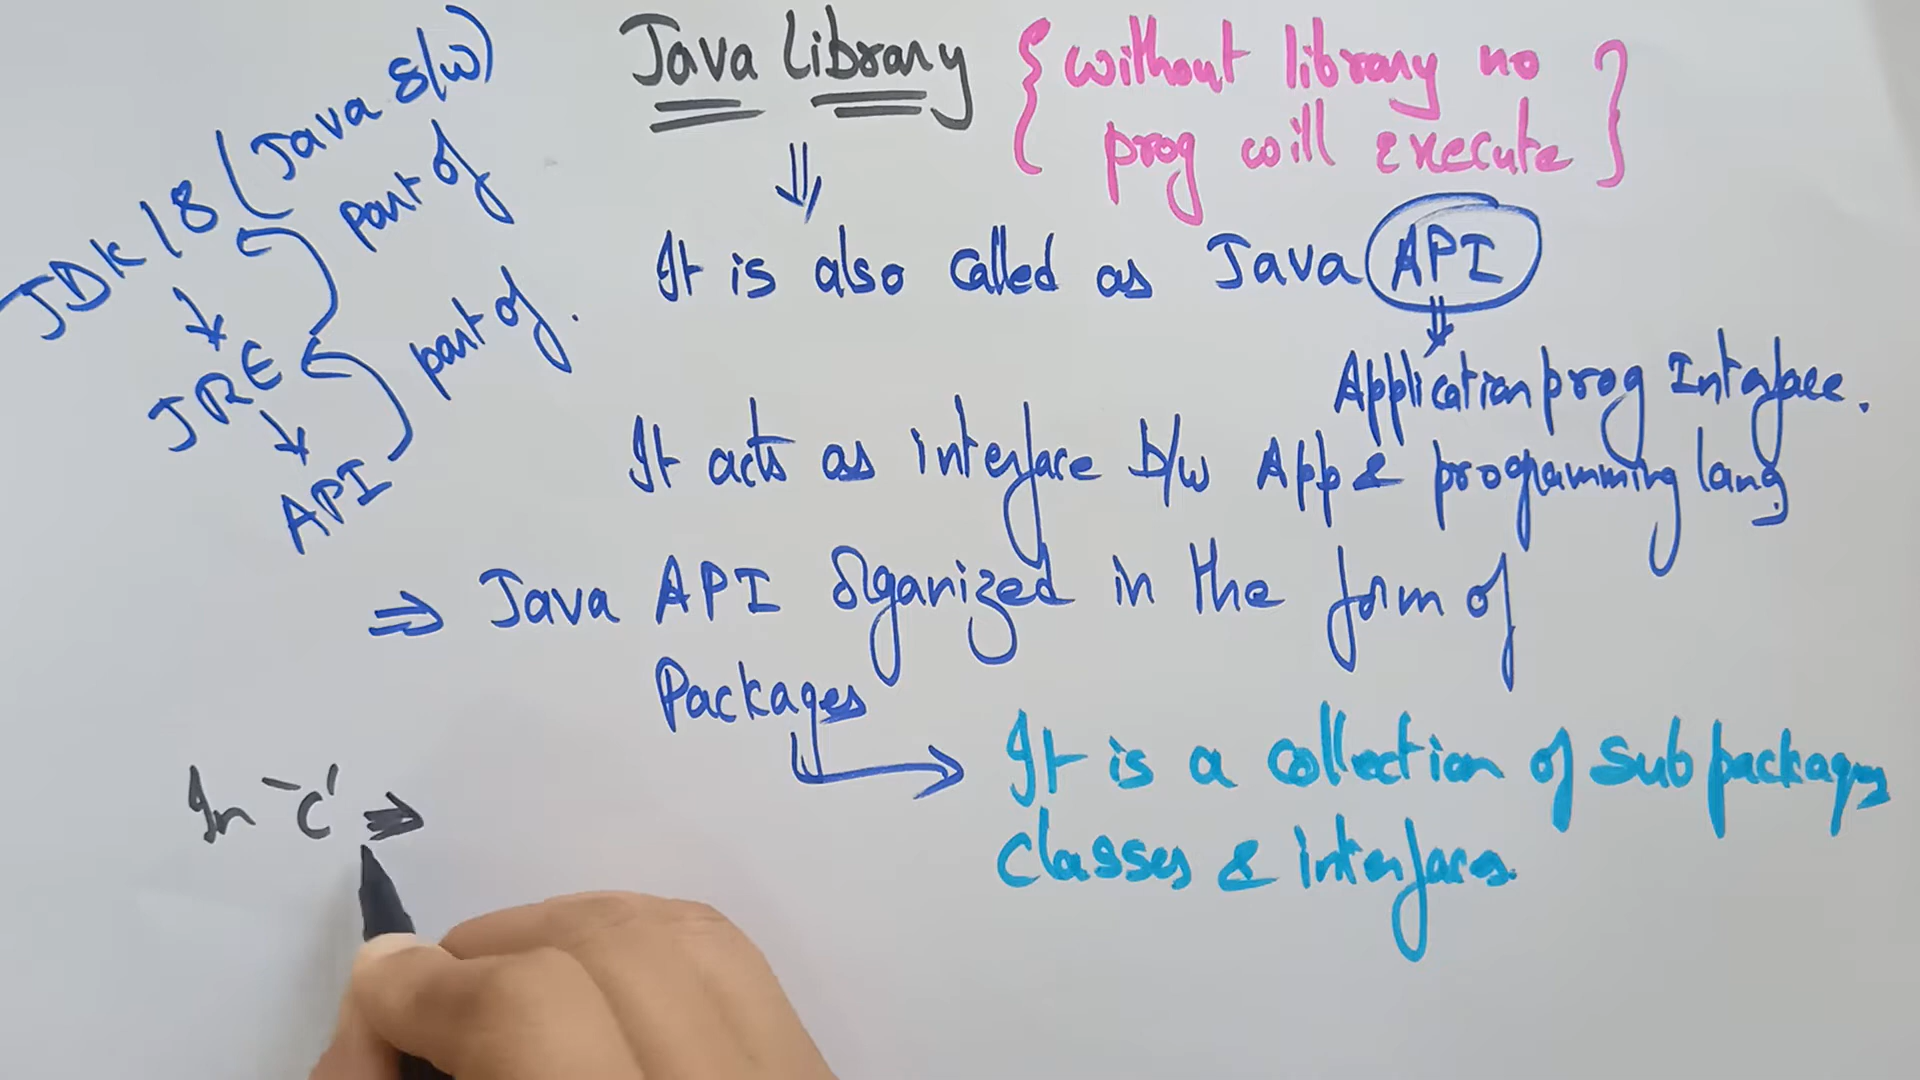 Java Library
{ without library no
prog will execute }
JDK 18 (Java S/w)
part of
JRE
part of.
API
It is also called as Java API
Application prog Interface.
It acts as interface b/w App & programming lang
⇒ Java API organized in the form of
Packages
It is a collection of sub packages
classes & interfaces.
In 'C' ⇒